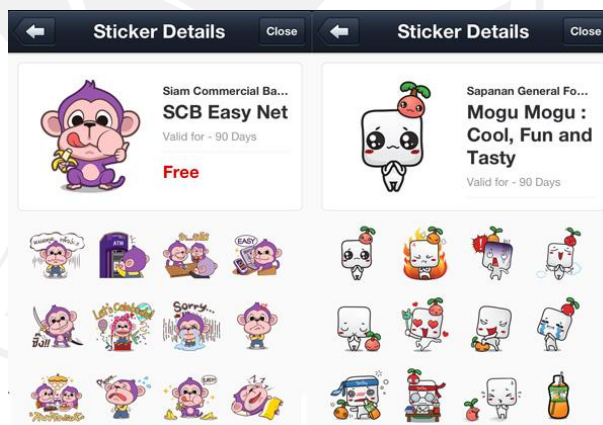 Sticker Details
Close
Siam Commercial Ba...
SCB Easy Net
Valid for - 90 Days
Free
ATM
EASY
Let's Celebrate!
Sorry...
Sticker Details
Close
Sapanan General Fo...
Mogu Mogu :
Cool, Fun and
Tasty
Valid for - 90 Days